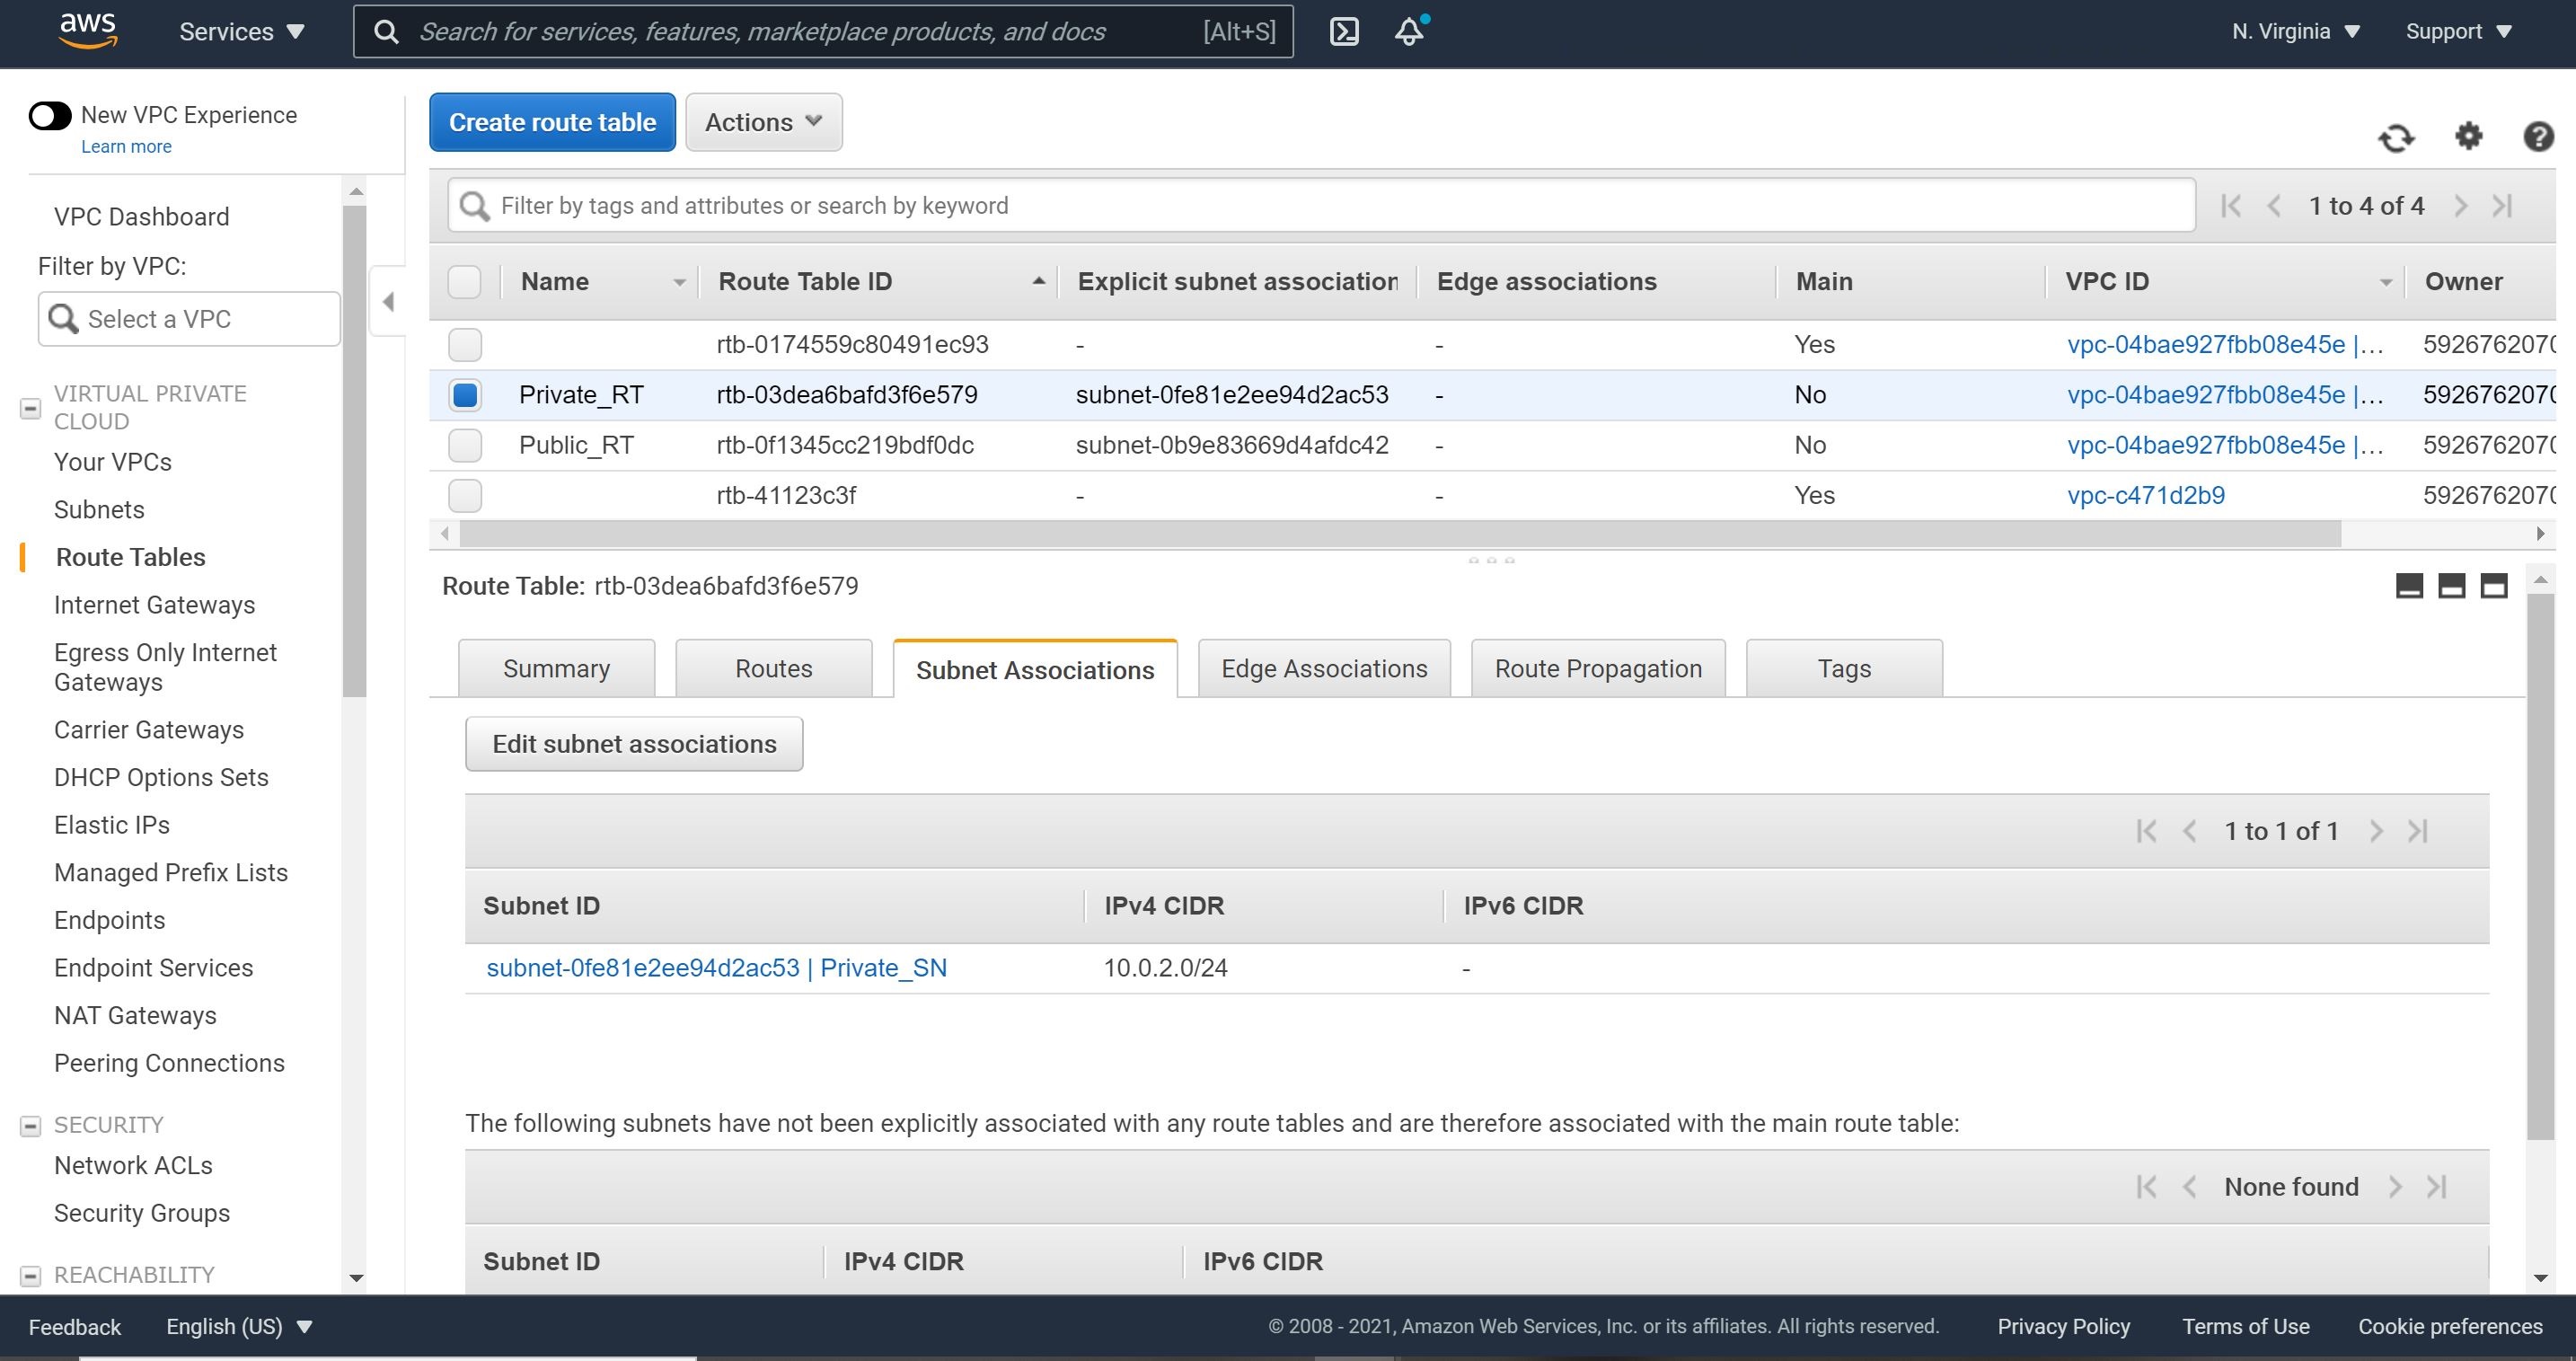 aws
Services
Search for services, features, marketplace products, and docs [Alt+S]
N. Virginia
Support
New VPC Experience
Learn more
VPC Dashboard
Filter by VPC:
Select a VPC
VIRTUAL PRIVATE
CLOUD
Your VPCs
Subnets
Route Tables
Internet Gateways
Egress Only Internet
Gateways
Carrier Gateways
DHCP Options Sets
Elastic IPs
Managed Prefix Lists
Endpoints
Endpoint Services
NAT Gateways
Peering Connections
SECURITY
Network ACLs
Security Groups
REACHABILITY
Create route table Actions
Filter by tags and attributes or search by keyword 1 to 4 of 4
Name Route Table ID Explicit subnet association Edge associations Main VPC ID Owner
rtb-0174559c80491ec93 - - Yes vpc-04bae927fbb08e45e |... 5926762070
Private_RT rtb-03dea6bafd3f6e579 subnet-0fe81e2ee94d2ac53 - No vpc-04bae927fbb08e45e |... 5926762070
Public_RT rtb-0f1345cc219bdf0dc subnet-0b9e83669d4afdc42 - No vpc-04bae927fbb08e45e |... 5926762070
rtb-41123c3f - - Yes vpc-c471d2b9 5926762070
Route Table: rtb-03dea6bafd3f6e579
Summary Routes Subnet Associations Edge Associations Route Propagation Tags
Edit subnet associations
1 to 1 of 1
Subnet ID IPv4 CIDR IPv6 CIDR
subnet-0fe81e2ee94d2ac53 | Private_SN 10.0.2.0/24 -
The following subnets have not been explicitly associated with any route tables and are therefore associated with the main route table:
None found
Subnet ID IPv4 CIDR IPv6 CIDR
Feedback English (US) © 2008 - 2021, Amazon Web Services, Inc. or its affiliates. All rights reserved. Privacy Policy Terms of Use Cookie preferences